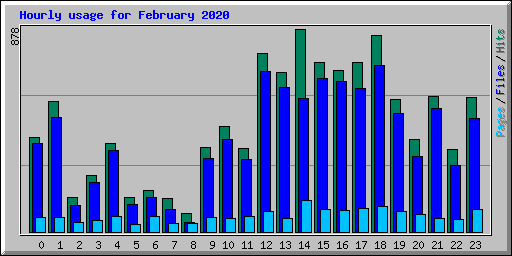 Hourly usage for February 2020
878
Pages / Files / Hits
0 1 2 3 4 5 6 7 8 9 10 11 12 13 14 15 16 17 18 19 20 21 22 23